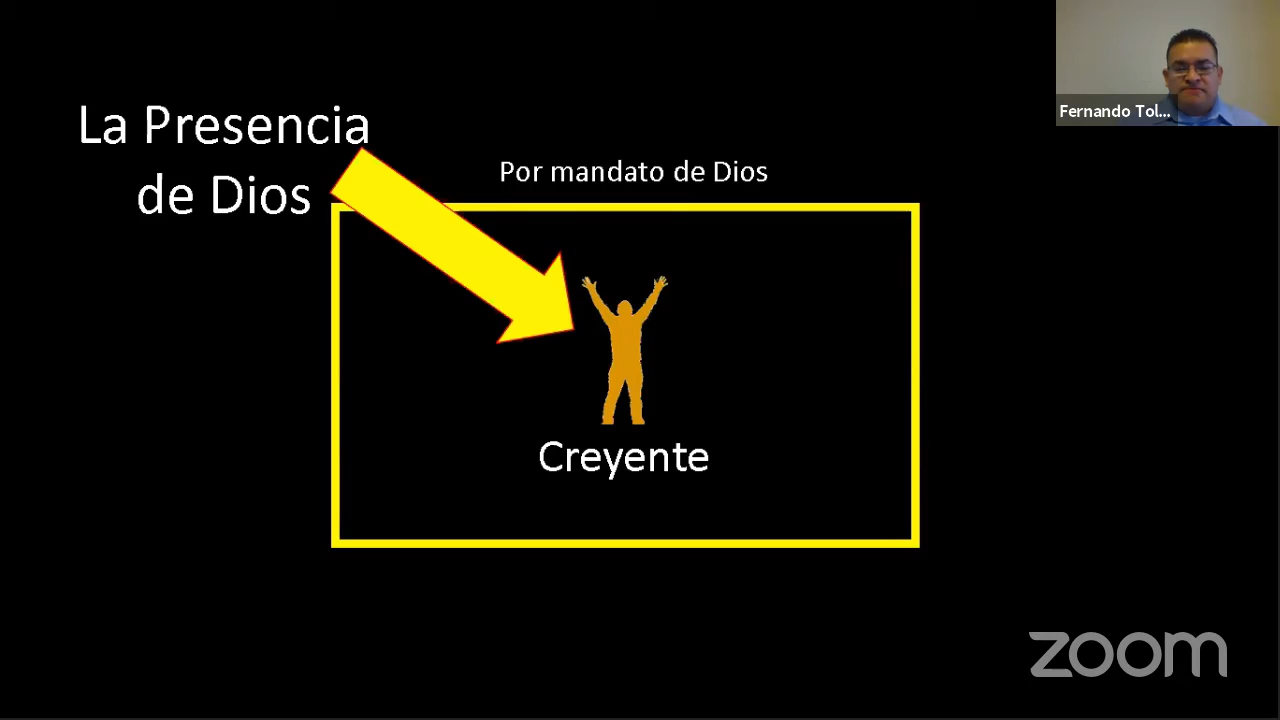 La Presencia
de Dios
Por mandato de Dios
Creyente
Fernando Tol...
zoom